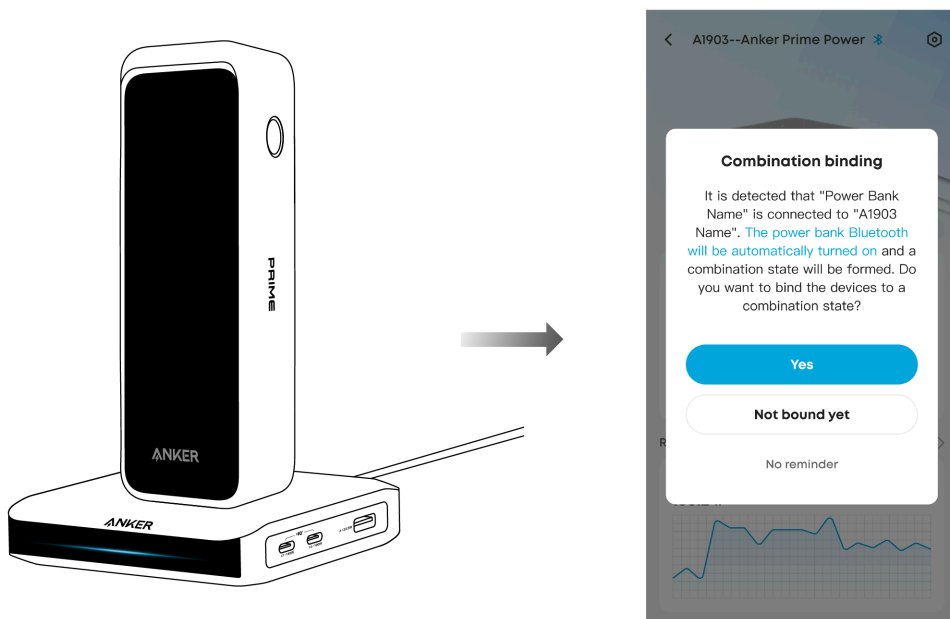 PRIME
ANKER
ANKER
A1903--Anker Prime Power
Combination binding
It is detected that "Power Bank
Name" is connected to "A1903
Name". The power bank Bluetooth
will be automatically turned on and a
combination state will be formed. Do
you want to bind the devices to a
combination state?
Yes
Not bound yet
No reminder
R